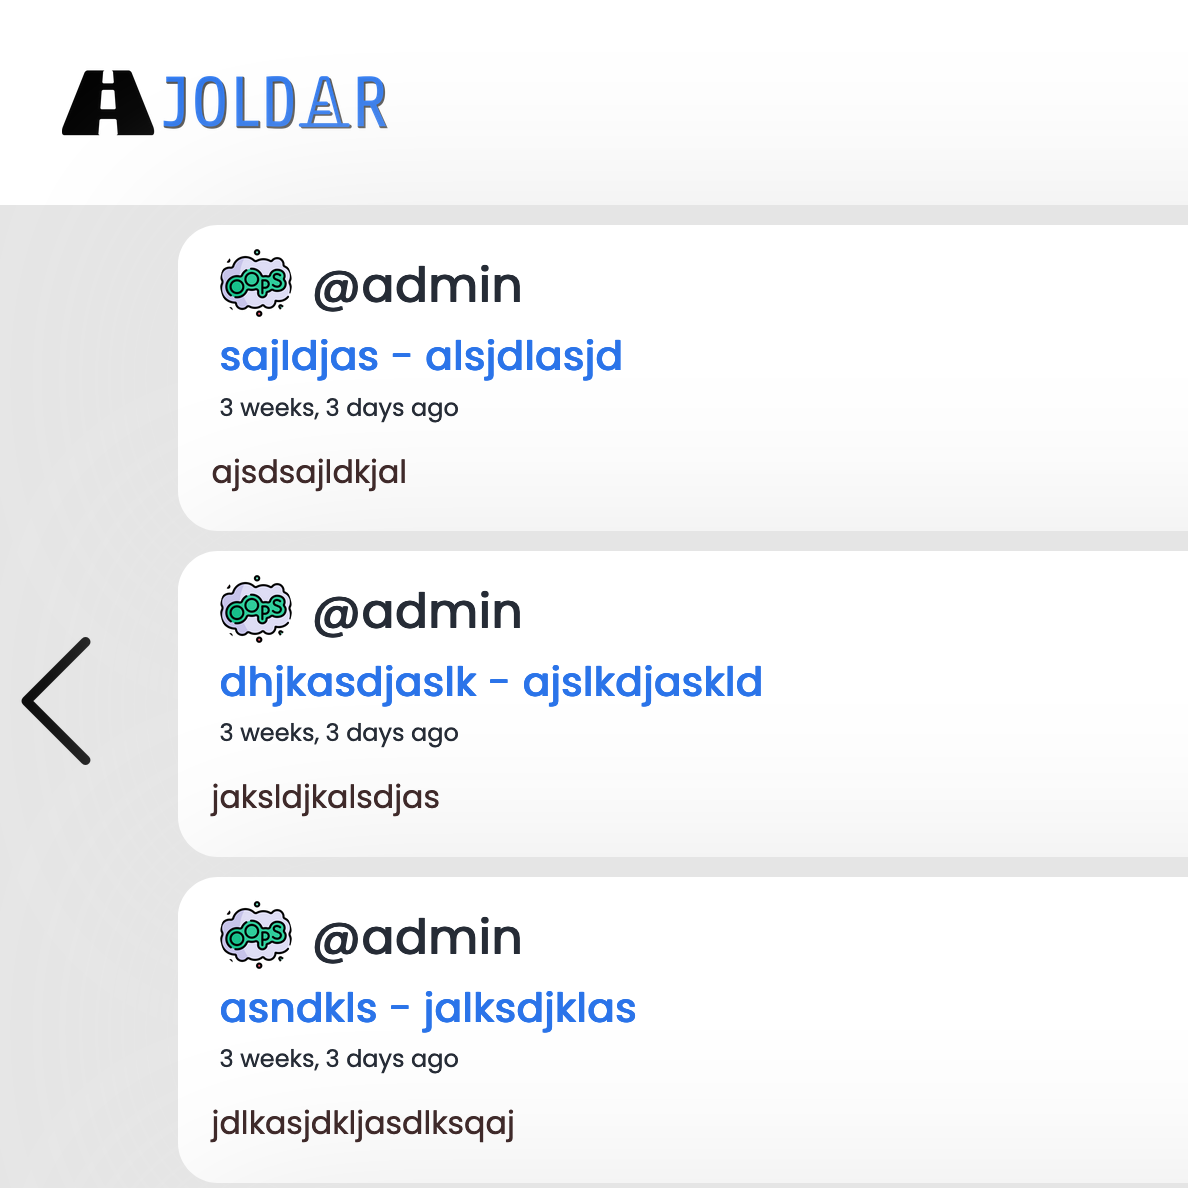 JOLDAR
OOPS @admin
sajldjas - alsjdlasjd
3 weeks, 3 days ago
ajsdsajldkjal
OOPS @admin
dhjkasdjaslk - ajslkdjaskld
3 weeks, 3 days ago
jaksldjkalsdjas
OOPS @admin
asndkls - jalksdjklas
3 weeks, 3 days ago
jdlkasjdkljasdlksqaj